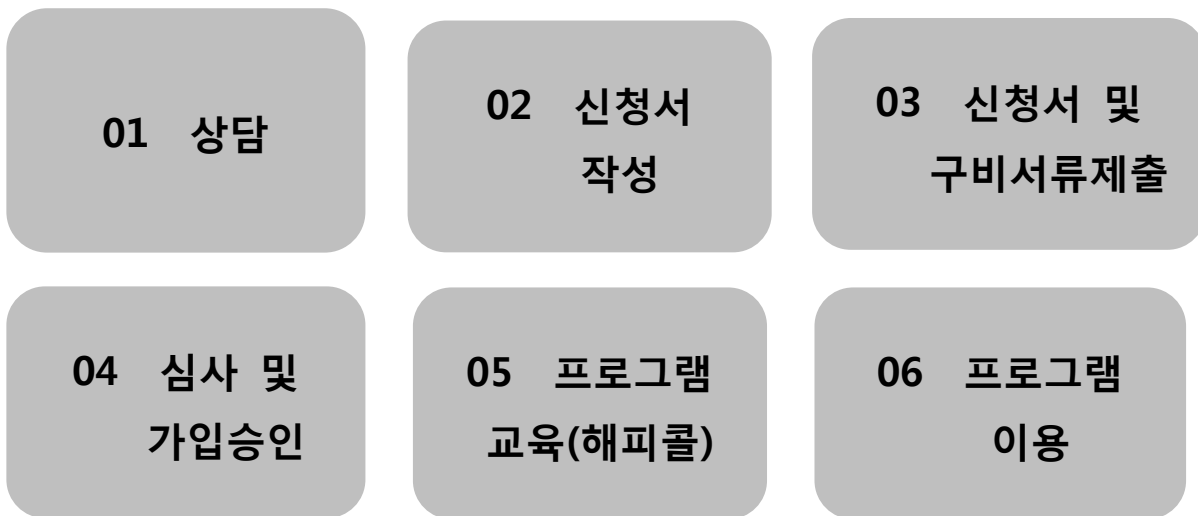 01 상담
02 신청서
작성
03 신청서 및
구비서류제출
04 심사 및
가입승인
05 프로그램
교육(해피콜)
06 프로그램
이용